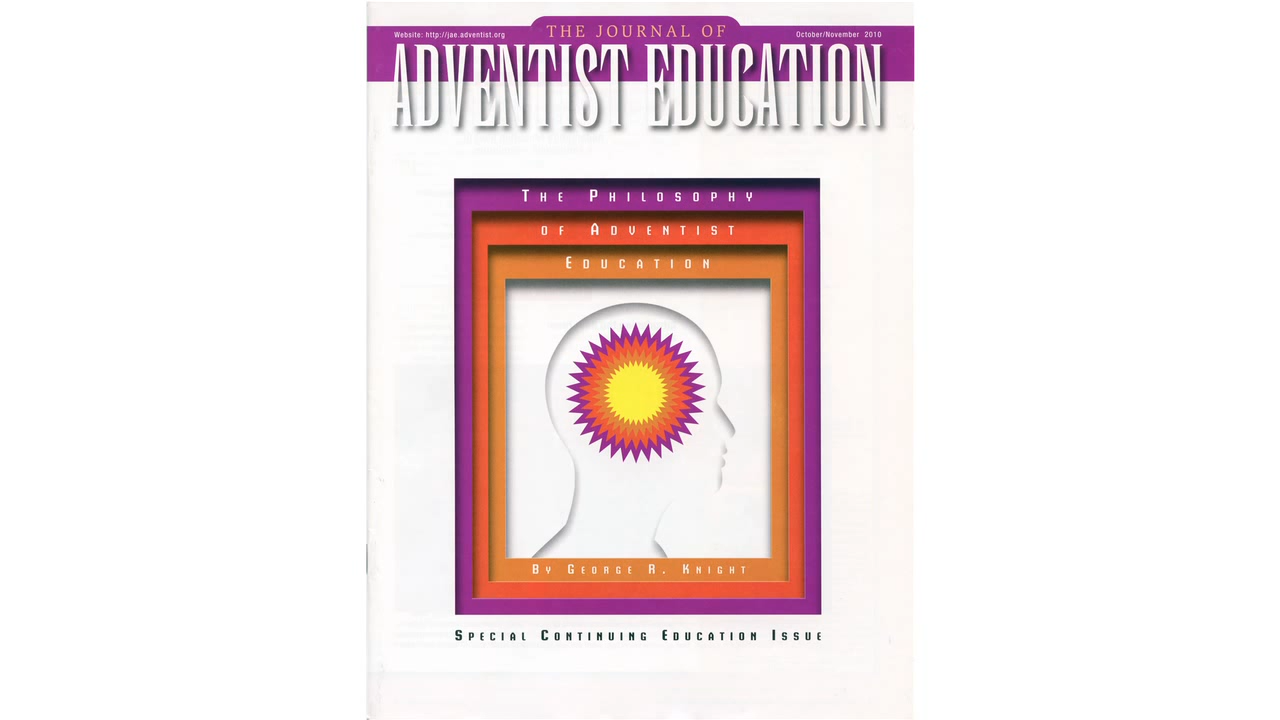 Website: http://jae.adventist.org
THE JOURNAL OF
October/November 2010
ADVENTIST EDUCATION
THE PHILOSOPHY
OF ADVENTIST
EDUCATION
BY GEORGE R. KNIGHT
SPECIAL CONTINUING EDUCATION ISSUE